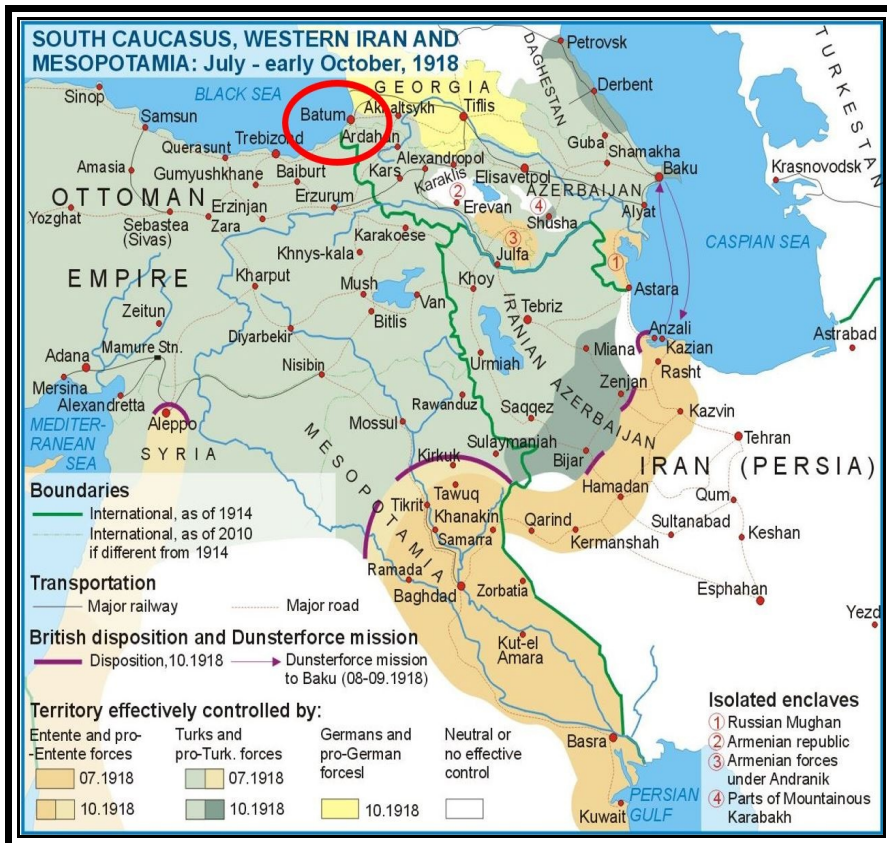 SOUTH CAUCASUS, WESTERN IRAN AND
MESOPOTAMIA: July - early October, 1918
Petrovsk
DAGHESTAN
TURKESTAN
Sinop
BLACK SEA
GEORGIA
Derbent
Samsun
Batum
Akhaltsykh
Tiflis
Querasunt
Trebizond
Ardahan
Guba
Shamakha
Amasia
Gumyushkhane
Baiburt
Kars
Alexandropol
Karaklis
Elisavetpol
Baku
Krasnovodsk
OTTOMAN
AZERBAIJAN
Yozghat
Sebastea
(Sivas)
Zara
Erzinjan
Erzurum
2
Erevan
4
Shusha
Alyat
Karakoese
3
Julfa
1
CASPIAN SEA
Khnys-kala
EMPIRE
Kharput
Mush
Van
Khoy
Astara
Zeitun
Bitlis
Tebriz
IRANIAN AZERBAIJAN
Anzali
Kazian
Astrabad
Adana
Mamure Stn.
Diyarbekir
Nisibin
Urmiah
Miana
Rasht
Mersina
Alexandretta
Zenjan
Rawanduz
Saqqez
Kazvin
MEDITER-
RANEAN
SEA
Aleppo
Mossul
Tehran
SYRIA
MESOPOTAMIA
Kirkuk
Sulaymaniah
Bijar
IRAN (PERSIA)
Hamadan
Qum
Tawuq
Tikrit
Khanakin
Samarra
Qarind
Kermanshah
Sultanabad
Keshan
Ramada
Baghdad
Zorbatia
Esphahan
Yezd
Kut-el
Amara
Basra
Kuwait
PERSIAN
GULF
Boundaries
International, as of 1914
International, as of 2010
if different from 1914
Transportation
Major railway
Major road
British disposition and Dunsterforce mission
Disposition,10.1918
Dunsterforce mission
to Baku (08-09.1918)
Territory effectively controlled by:
Entente and pro-
-Entente forces
07.1918
10.1918
Turks and
pro-Turk. forces
07.1918
10.1918
Germans and
pro-German
forcesl
10.1918
Neutral or
no effective
control
Isolated enclaves
1 Russian Mughan
2 Armenian republic
3 Armenian forces
under Andranik
4 Parts of Mountainous
Karabakh